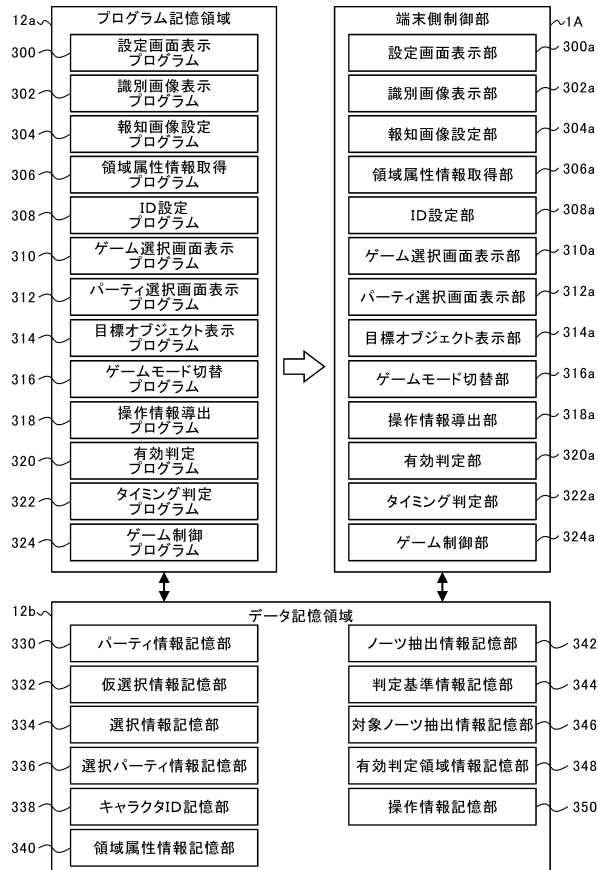 12a
プログラム記憶領域
300
設定画面表示
プログラム
302
識別画像表示
プログラム
304
報知画像設定
プログラム
306
領域属性情報取得
プログラム
308
ID設定
プログラム
310
ゲーム選択画面表示
プログラム
312
パーティ選択画面表示
プログラム
314
目標オブジェクト表示
プログラム
316
ゲームモード切替
プログラム
318
操作情報導出
プログラム
320
有効判定
プログラム
322
タイミング判定
プログラム
324
ゲーム制御
プログラム
端末側制御部
1A
設定画面表示部
300a
識別画像表示部
302a
報知画像設定部
304a
領域属性情報取得部
306a
ID設定部
308a
ゲーム選択画面表示部
310a
パーティ選択画面表示部
312a
目標オブジェクト表示部
314a
ゲームモード切替部
316a
操作情報導出部
318a
有効判定部
320a
タイミング判定部
322a
ゲーム制御部
324a
12b
データ記憶領域
330
パーティ情報記憶部
332
仮選択情報記憶部
334
選択情報記憶部
336
選択パーティ情報記憶部
338
キャラクタID記憶部
340
領域属性情報記憶部
ノーツ抽出情報記憶部
342
判定基準情報記憶部
344
対象ノーツ抽出情報記憶部
346
有効判定領域情報記憶部
348
操作情報記憶部
350